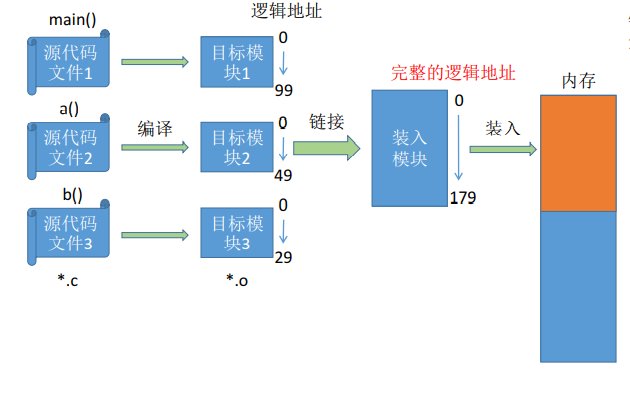 逻辑地址
main()
源代码
文件1
目标模
块1
0
99
a()
源代码
文件2
编译
目标模
块2
0
49
链接
完整的逻辑地址
装入
模块
0
179
装入
内存
b()
源代码
文件3
目标模
块3
0
29
*.c
*.o